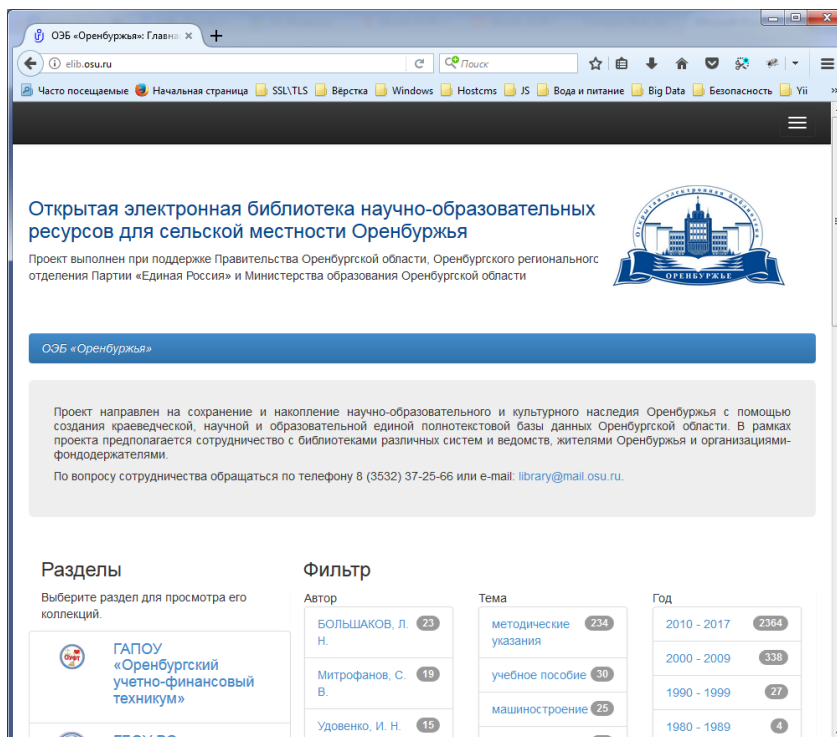 ОЭБ «Оренбуржья»: Главна
elib.osu.ru
Поиск
Часто посещаемые Начальная страница SSL\TLS Вёрстка Windows Hostcms JS Вода и питание Big Data Безопасность Yii
Открытая электронная библиотека научно-образовательных
ресурсов для сельской местности Оренбуржья
Проект выполнен при поддержке Правительства Оренбургской области, Оренбургского регионального
отделения Партии «Единая Россия» и Министерства образования Оренбургской области
Открытая электронная библиотека
ОРЕНБУРЖЬЕ
ОЭБ «Оренбуржья»
Проект направлен на сохранение и накопление научно-образовательного и культурного наследия Оренбуржья с помощью
создания краеведческой, научной и образовательной единой полнотекстовой базы данных Оренбургской области. В рамках
проекта предполагается сотрудничество с библиотеками различных систем и ведомств, жителями Оренбуржья и организациями-
фондодержателями.
По вопросу сотрудничества обращаться по телефону 8 (3532) 37-25-66 или e-mail: library@mail.osu.ru.
Разделы
Выберите раздел для просмотра его
коллекций.
ГАПОУ
«Оренбургский
учетно-финансовый
техникум»
Фильтр
Автор
БОЛЬШАКОВ, Л. 23
Н.
Митрофанов, С. 19
В.
Удовенко, И. Н. 15
Тема
методические 234
указания
учебное пособие 30
машиностроение 25
Год
2010 - 2017 2364
2000 - 2009 338
1990 - 1999 27
1980 - 1989 4